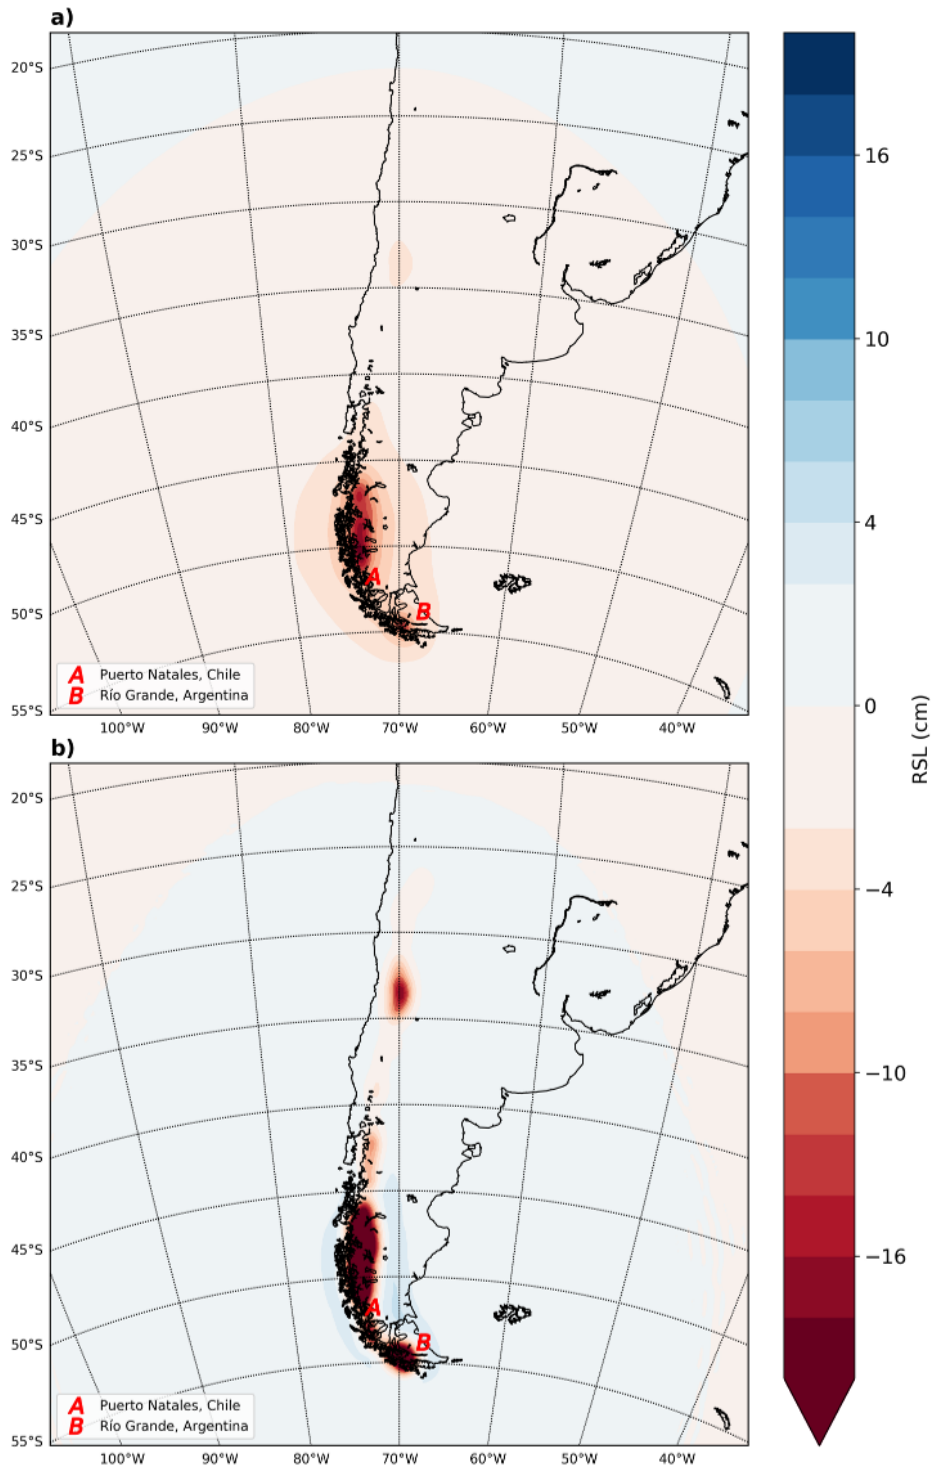 a)
20°S
25°S
30°S
35°S
40°S
45°S
50°S
55°S
A
B
A Puerto Natales, Chile
B Río Grande, Argentina
100°W 90°W 80°W 70°W 60°W 50°W 40°W
b)
20°S
25°S
30°S
35°S
40°S
45°S
50°S
55°S
A
B
A Puerto Natales, Chile
B Río Grande, Argentina
100°W 90°W 80°W 70°W 60°W 50°W 40°W
16
10
4
0
−4
−10
−16
RSL (cm)